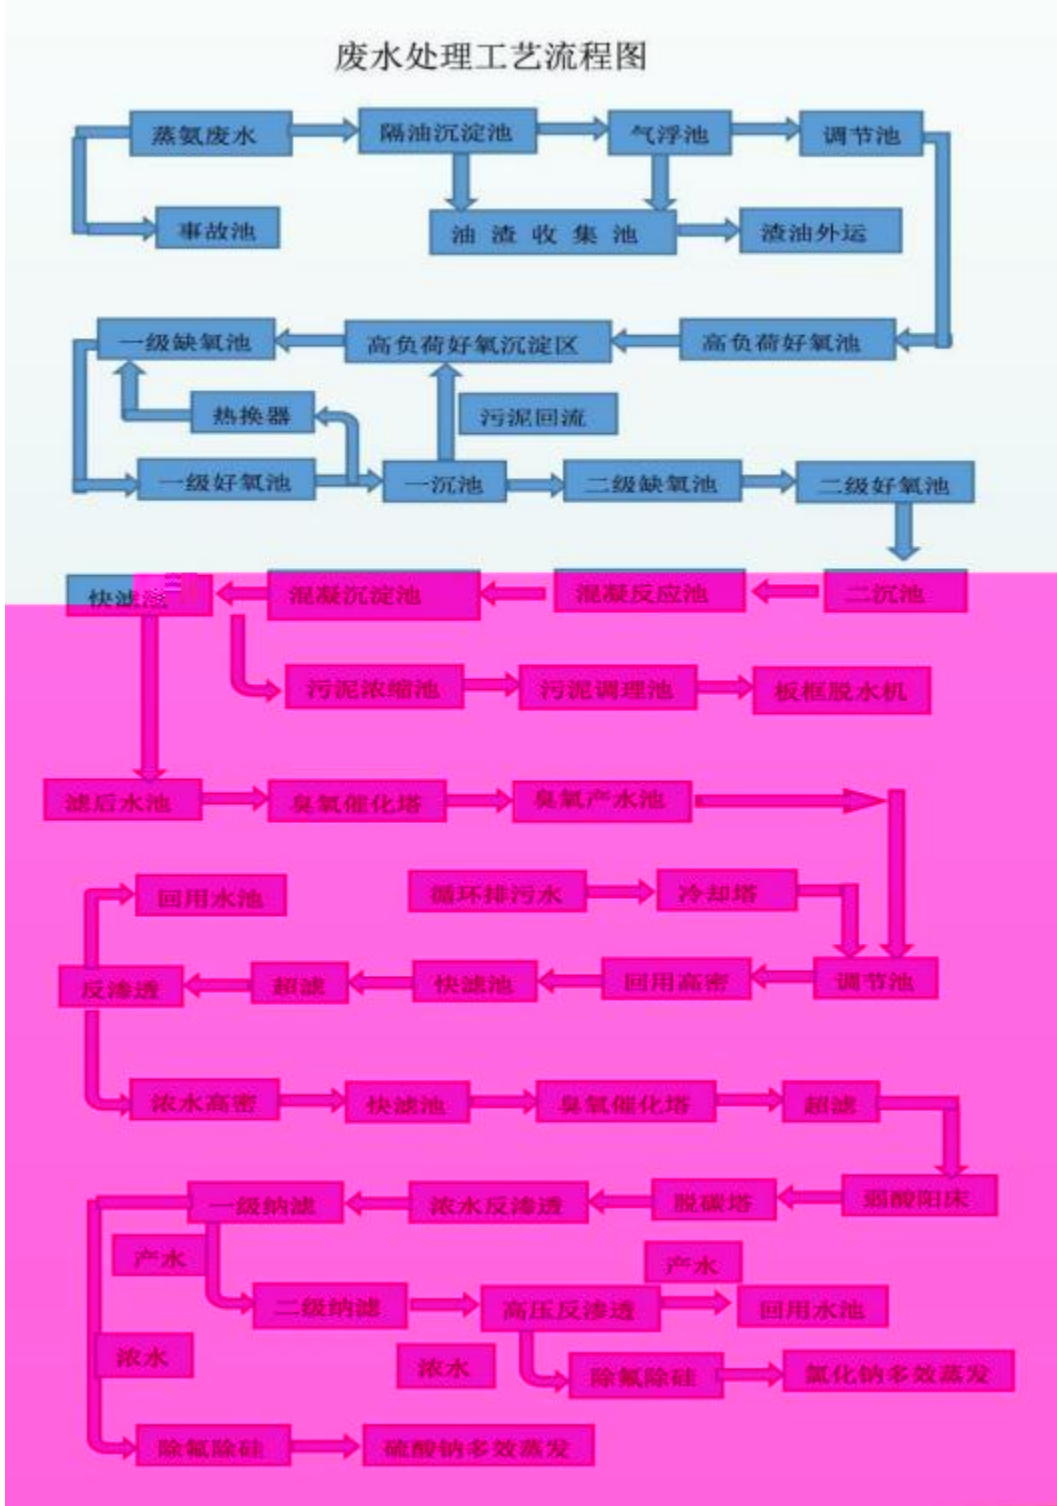 废水处理工艺流程图
蒸氨废水 隔油沉淀池 气浮池 调节池
事故池 油渣收集池 渣油外运
一级缺氧池 高负荷好氧沉淀区 高负荷好氧池
热换器 污泥回流
一级好氧池 一沉池 二级缺氧池 二级好氧池
快滤池 混凝沉淀池 混凝反应池 二沉池
污泥浓缩池 污泥调理池 板框脱水机
滤后水池 臭氧催化塔 臭氧产水池
回用水池 循环排污水 冷却塔
反渗透 超滤 快滤池 回用高密 调节池
浓水高密 快滤池 臭氧催化塔 超滤
一级纳滤 浓水反渗透 脱碳塔 弱酸阳床
产水 产水
二级纳滤 高压反渗透 回用水池
浓水 浓水 除氟除硅 氯化钠多效蒸发
除氟除硅 硫酸钠多效蒸发